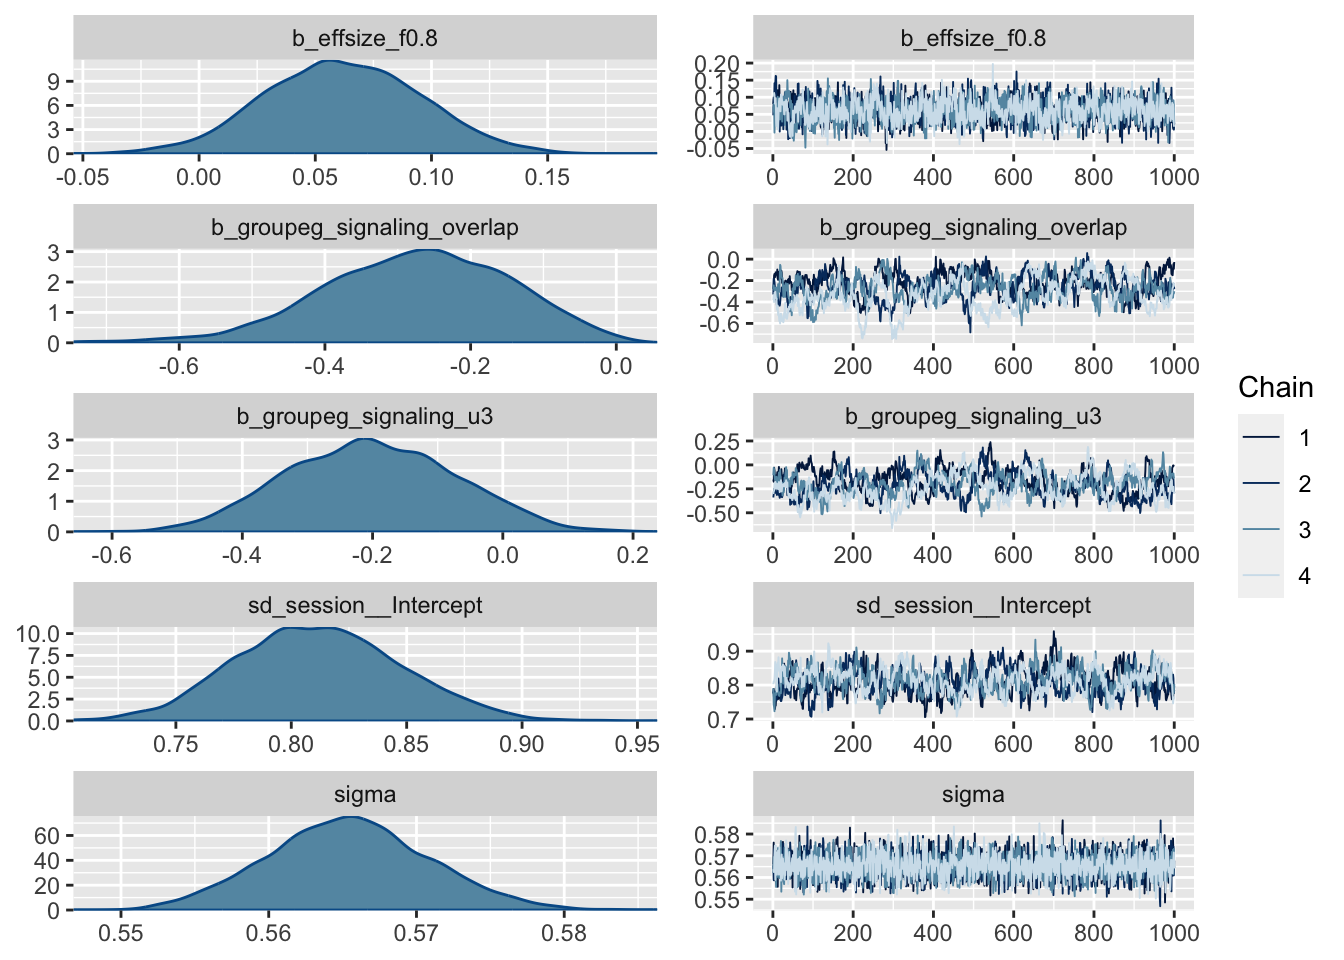 b_effsize_f0.8
9
6
3
0
-0.05 0.00 0.05 0.10 0.15
b_effsize_f0.8
0.20
0.15
0.10
0.05
0.00
-0.05
0 200 400 600 800 1000
b_groupeg_signaling_overlap
3
2
1
0
-0.6 -0.4 -0.2 0.0
b_groupeg_signaling_overlap
0.0
-0.2
-0.4
-0.6
0 200 400 600 800 1000
b_groupeg_signaling_u3
3
2
1
0
-0.6 -0.4 -0.2 0.0 0.2
b_groupeg_signaling_u3
0.25
0.00
-0.25
-0.50
0 200 400 600 800 1000
sd_session__Intercept
10.0
7.5
5.0
2.5
0.0
0.75 0.80 0.85 0.90 0.95
sd_session__Intercept
0.9
0.8
0.7
0 200 400 600 800 1000
sigma
60
40
20
0
0.55 0.56 0.57 0.58
sigma
0.58
0.57
0.56
0.55
0 200 400 600 800 1000
Chain
1
2
3
4